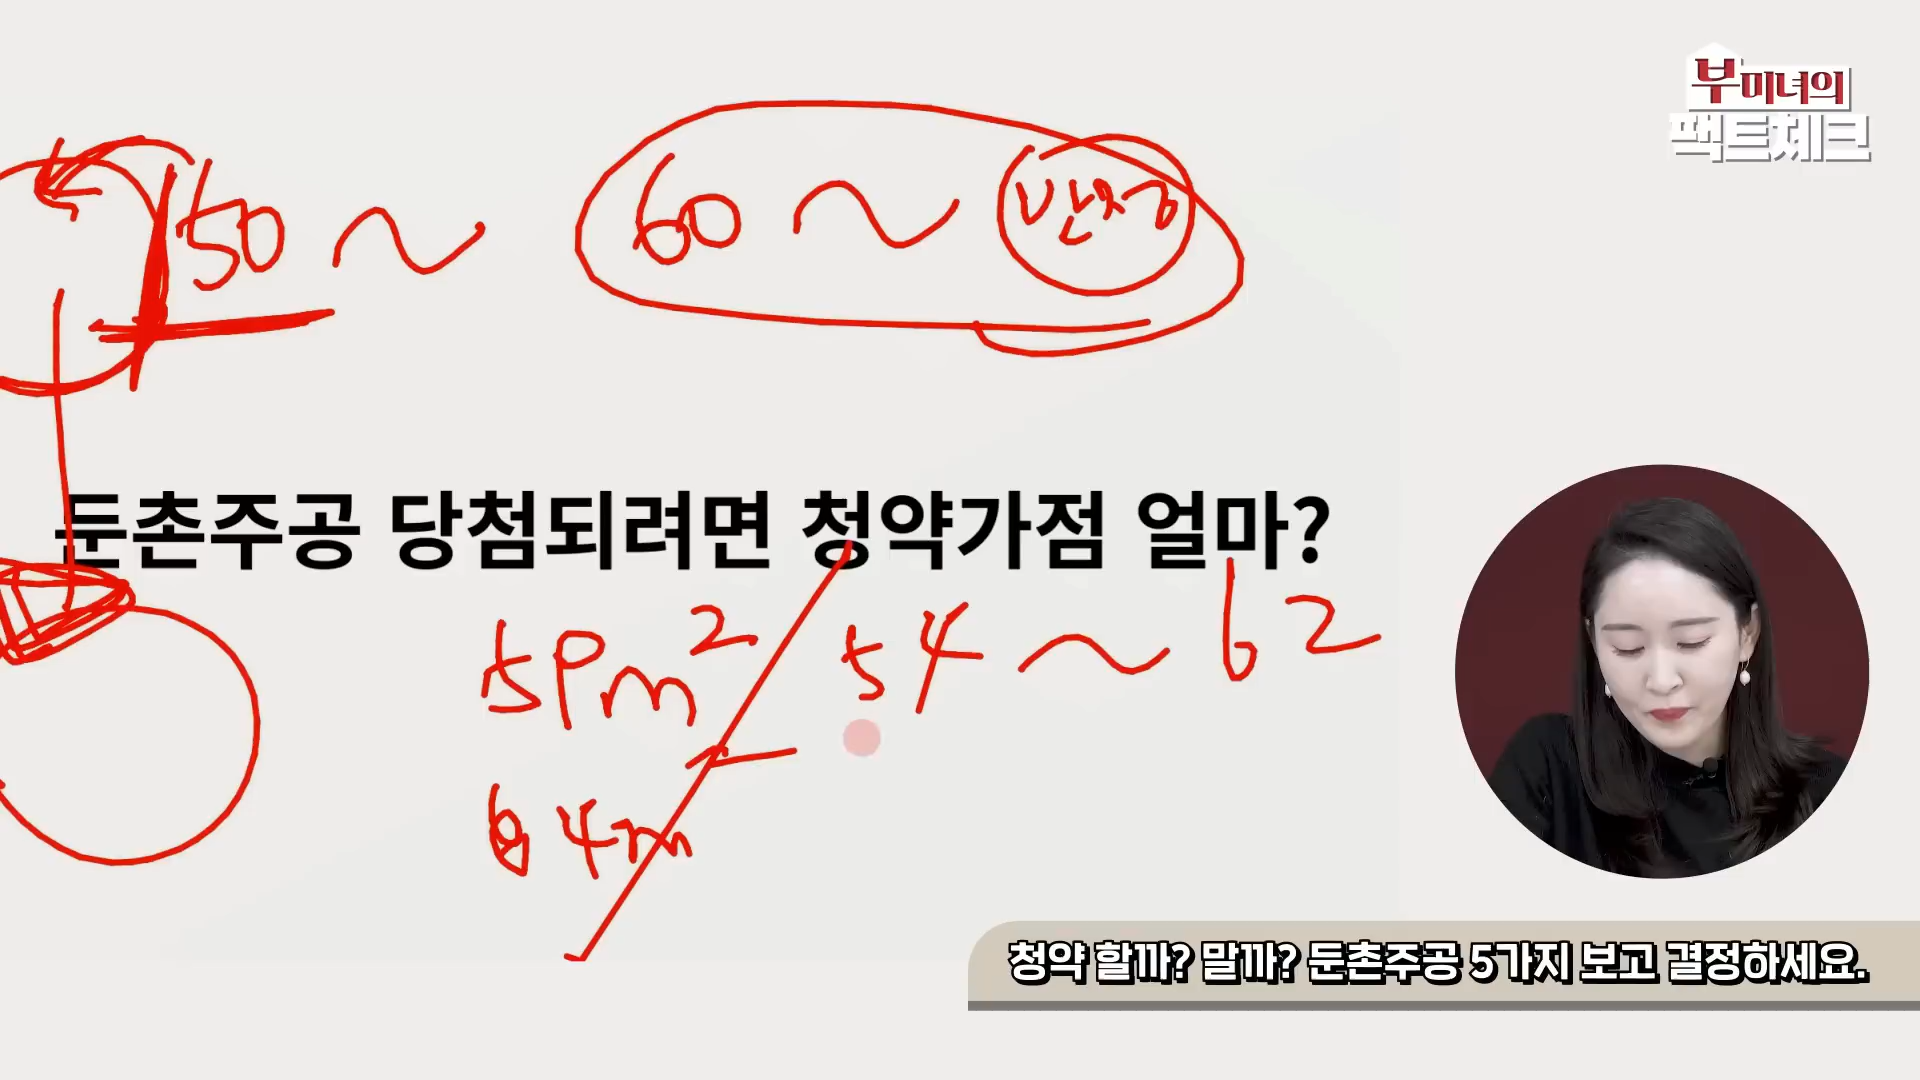 부미녀의
팩트체크
50 ~ 60 ~
둔촌주공 당첨되려면 청약가점 얼마?
59m² 54 ~ 62
84m
청약 할까? 말까? 둔촌주공 5가지 보고 결정하세요.